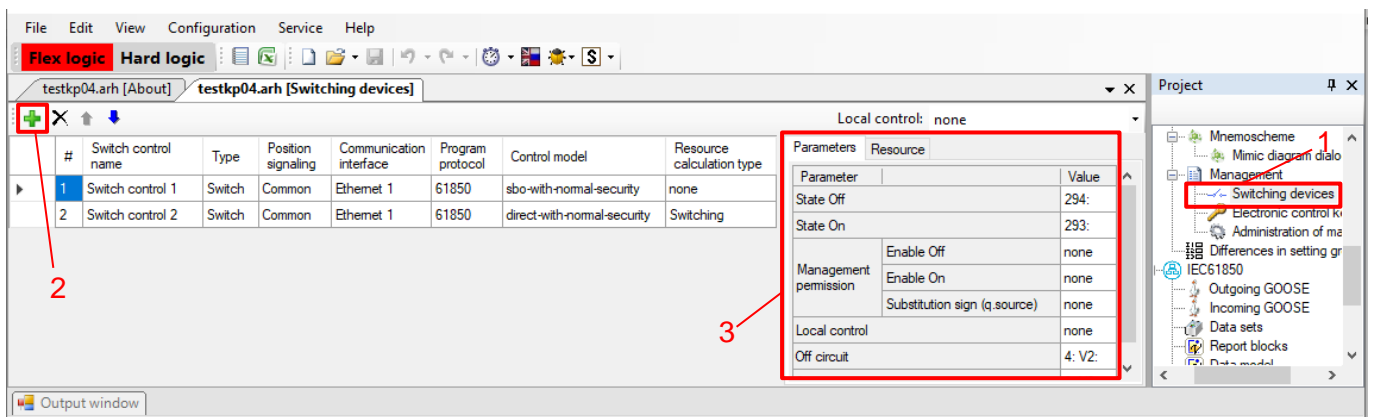 File Edit View Configuration Service Help
Flex logic Hard logic S
testkp04.arh [About] testkp04.arh [Switching devices]
Local control: none
# Switch control name Type Position signaling Communication interface Program protocol Control model Resource calculation type
1 Switch control 1 Switch Common Ethernet 1 61850 sbo-with-normal-security none
2 Switch control 2 Switch Common Ethernet 1 61850 direct-with-normal-security Switching
2
Parameters Resource
Parameter Value
State Off 294:
State On 293:
Management permission
Enable Off none
Enable On none
Substitution sign (q.source) none
Local control none
Off circuit 4: V2:
3
Project
Mnemoscheme
1
Mimic diagram dialo
Management
Switching devices
Electronic control k
Administration of ma
Differences in setting gr
IEC61850
Outgoing GOOSE
Incoming GOOSE
Data sets
Report blocks
Data model
Output window